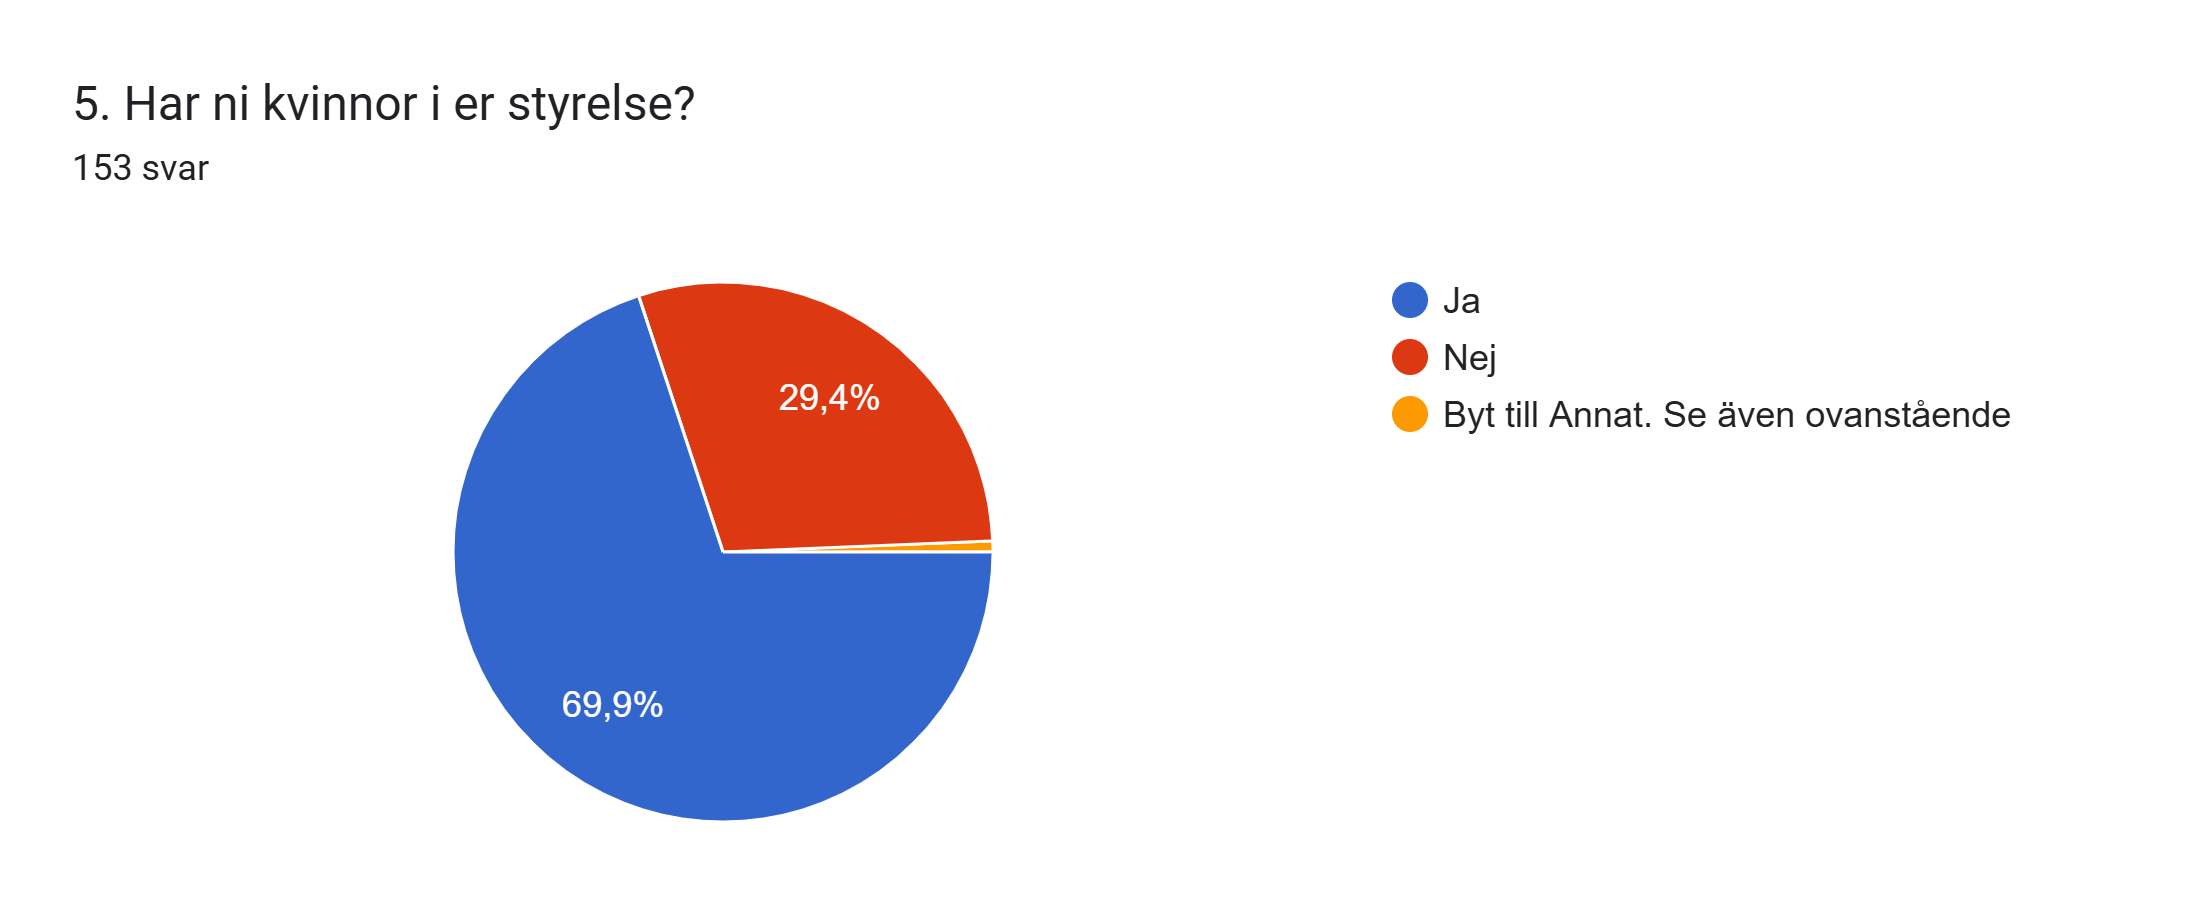 5. Har ni kvinnor i er styrelse?
153 svar
29,4%
69,9%
Ja
Nej
Byt till Annat. Se även ovanstående